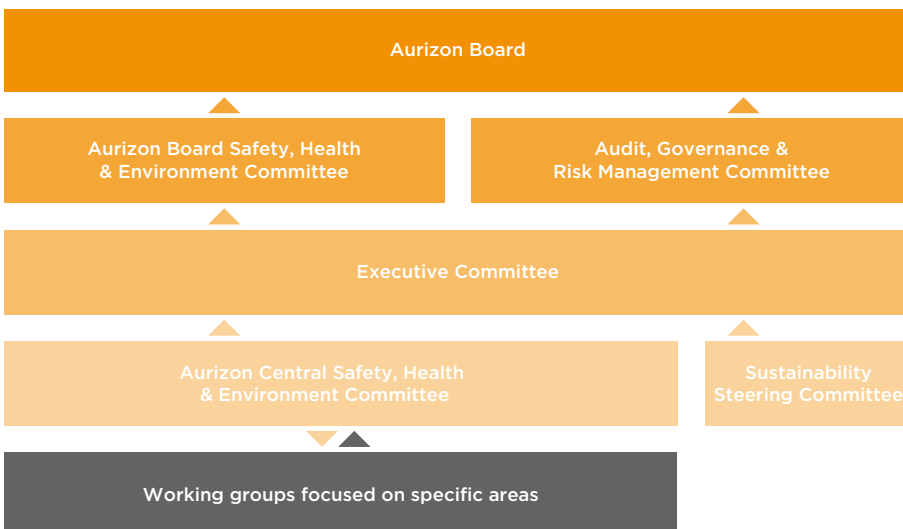 Aurizon Board
Aurizon Board Safety, Health
& Environment Committee
Audit, Governance &
Risk Management Committee
Executive Committee
Aurizon Central Safety, Health
& Environment Committee
Sustainability
Steering Committee
Working groups focused on specific areas